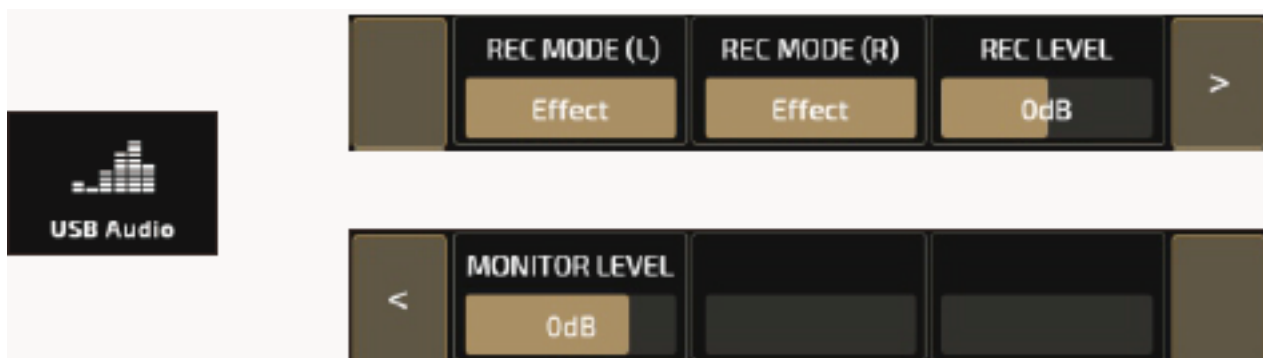 REC MODE (L) REC MODE (R) REC LEVEL
Effect Effect 0dB >
USB Audio
MONITOR LEVEL
< 0dB